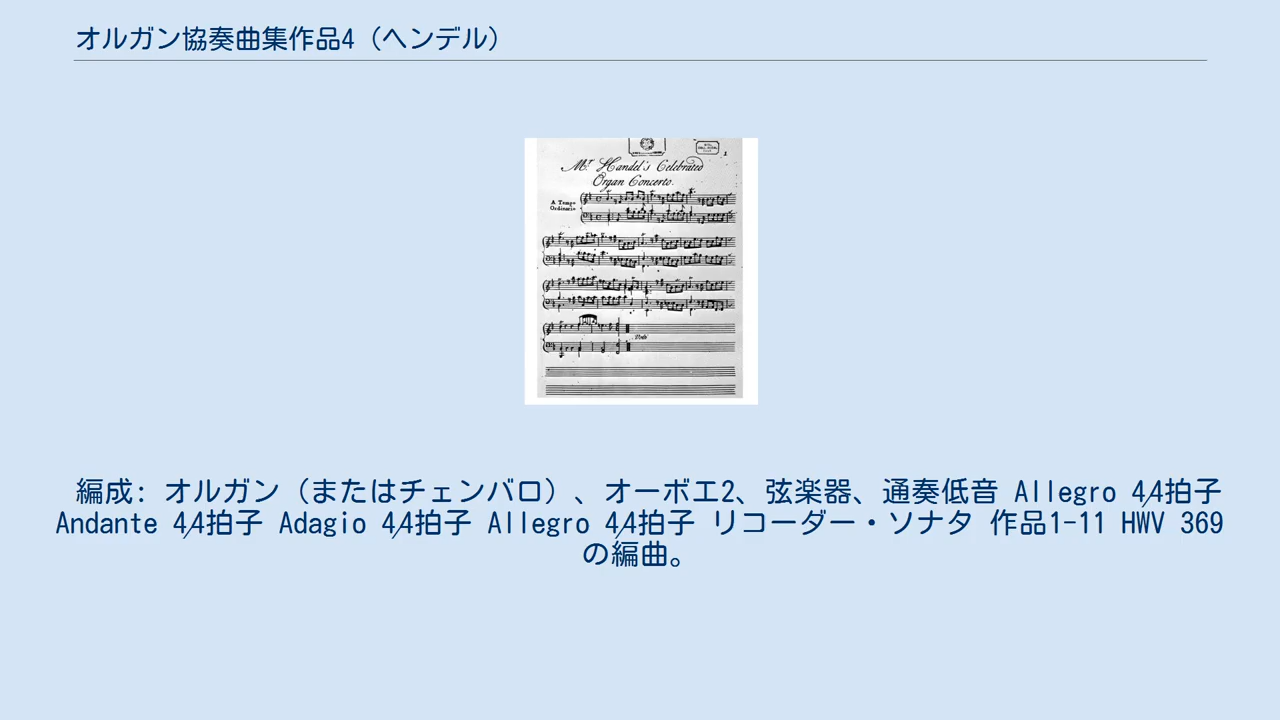 オルガン協奏曲集作品4（ヘンデル）
Mr. Handel's Celebrated
Organ Concerto.
A Tempo
Ordinario
編成: オルガン（またはチェンバロ）、オーボエ2、弦楽器、通奏低音 Allegro 4⁄4拍子
Andante 4⁄4拍子 Adagio 4⁄4拍子 Allegro 4⁄4拍子 リコーダー・ソナタ 作品1-11 HWV 369
の編曲。